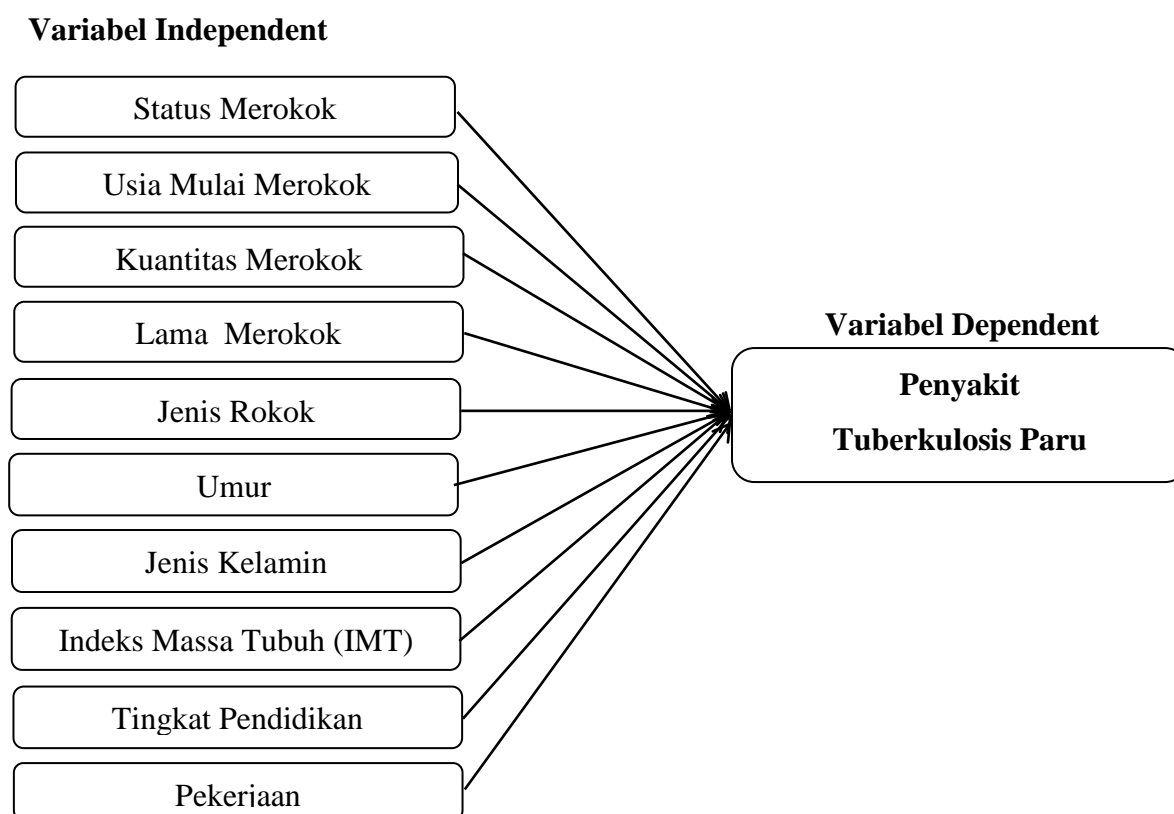 Variabel Independent
Status Merokok
Usia Mulai Merokok
Kuantitas Merokok
Lama  Merokok
Jenis Rokok
Umur
Jenis Kelamin
Indeks Massa Tubuh (IMT)
Tingkat Pendidikan
Pekerjaan
Variabel Dependent
Penyakit
Tuberkulosis Paru